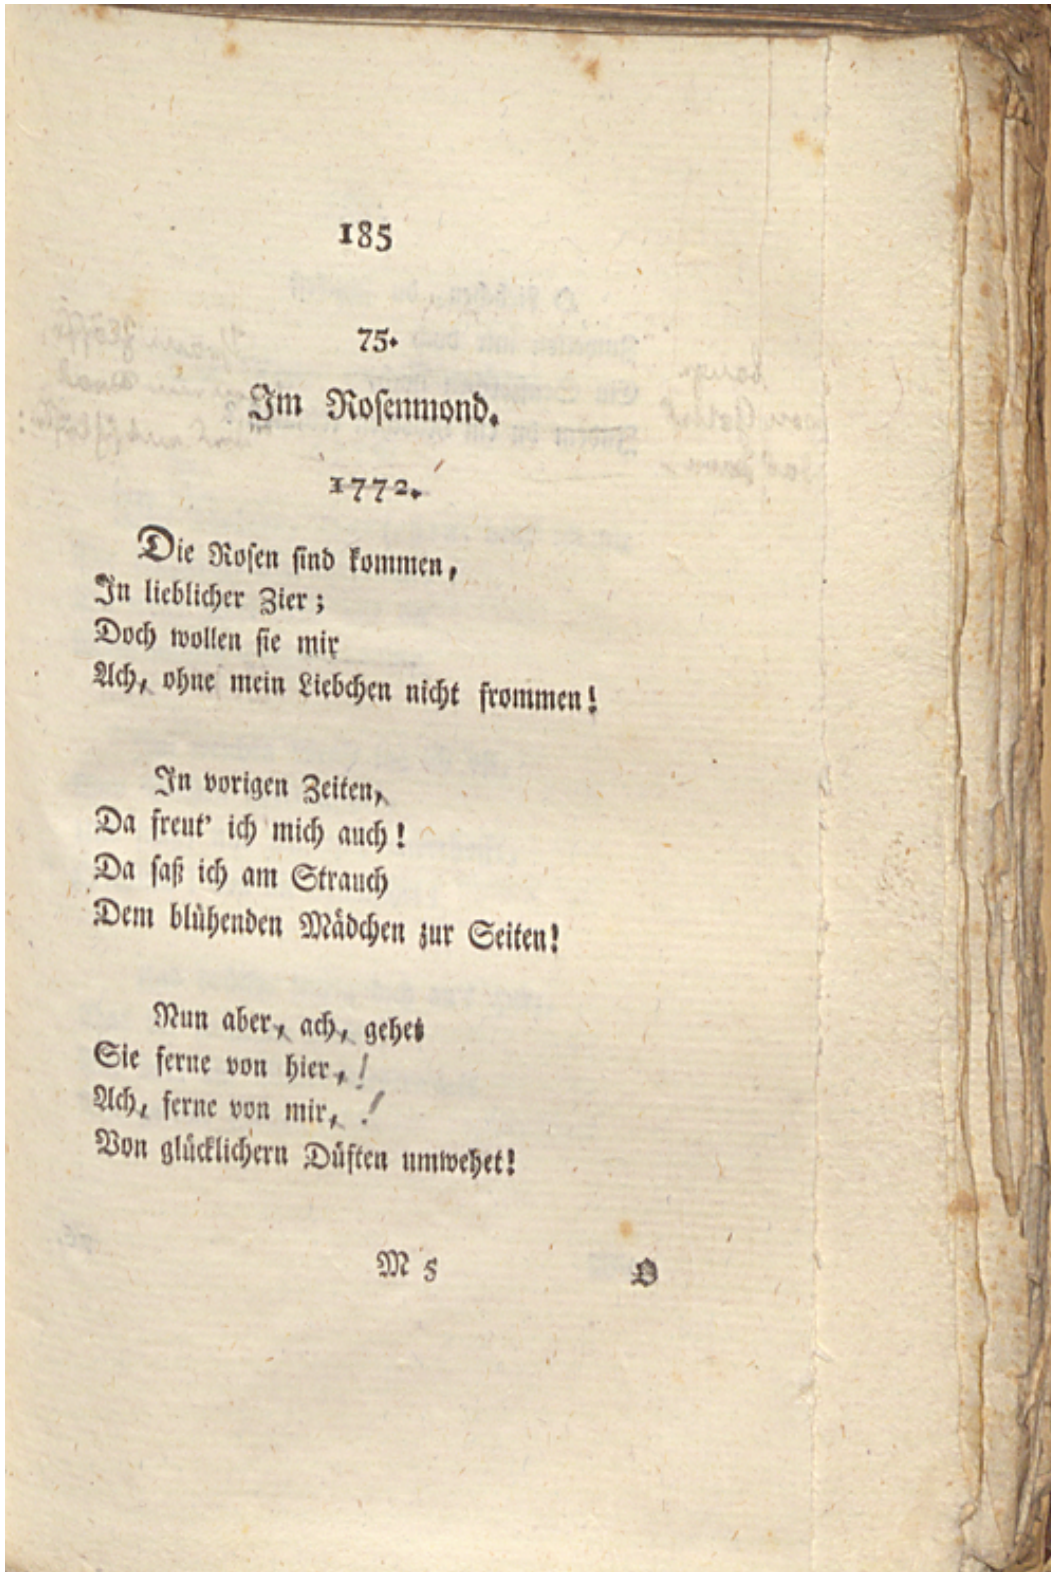 185
75.
Im Rosenmond.
1772.
Die Rosen sind kommen,
In lieblicher Zier;
Doch wollen sie mir
Ach, ohne mein Liebchen nicht frommen!
In vorigen Zeiten,
Da freut' ich mich auch!
Da saß ich am Strauch
Dem blühenden Mädchen zur Seiten!
Nun aber, ach, gehet
Sie ferne von hier, !
Ach, ferne von mir, !
Von glücklichern Düften umwehet!
M 5 O